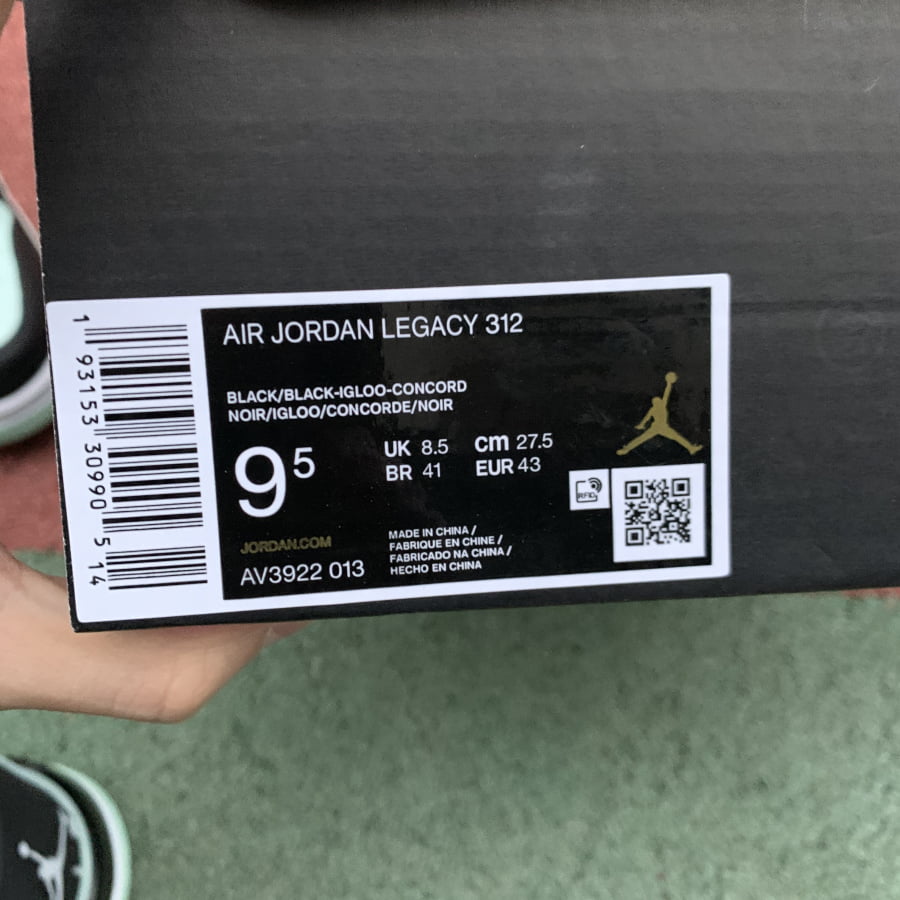 AIR JORDAN LEGACY 312
BLACK/BLACK-IGLOO-CONCORD
NOIR/IGLOO/CONCORDE/NOIR
9 5
UK 8.5 cm 27.5
BR 41 EUR 43
RFID
JORDAN.COM
AV3922 013
MADE IN CHINA /
FABRIQUE EN CHINE /
FABRICADO NA CHINA /
HECHO EN CHINA
1 93153 30990 5 14